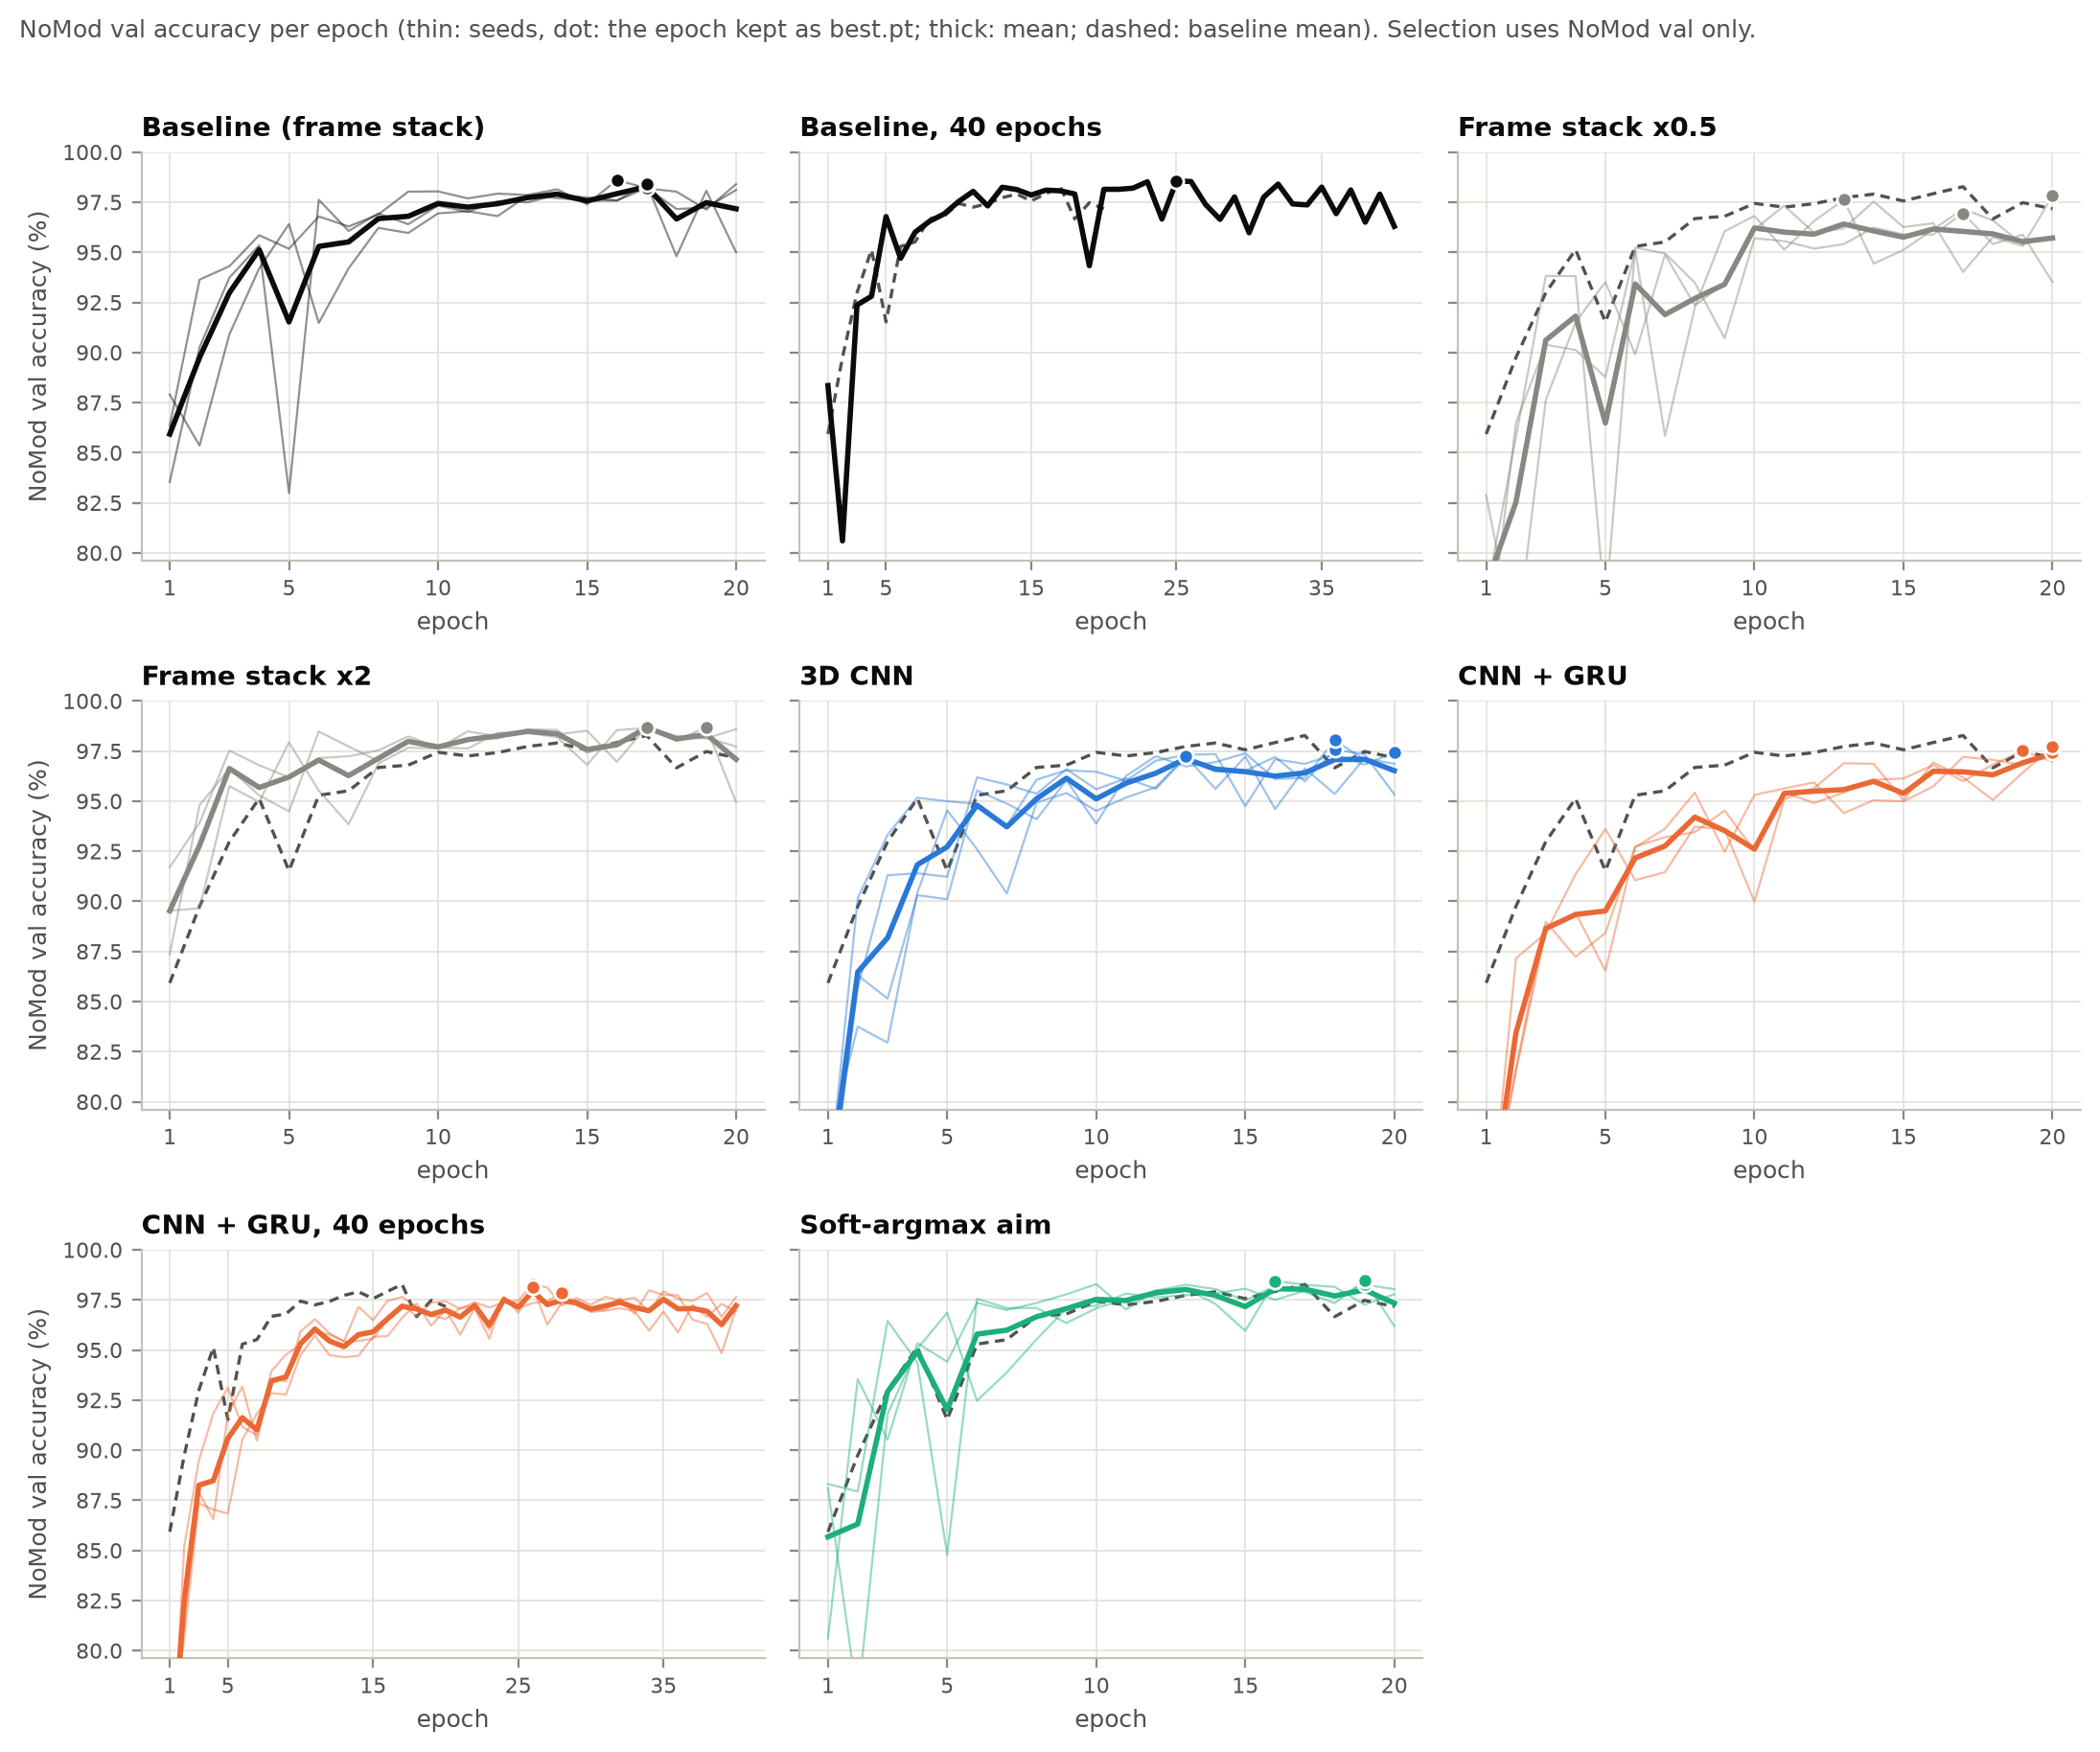 NoMod val accuracy per epoch (thin: seeds, dot: the epoch kept as best.pt; thick: mean; dashed: baseline mean). Selection uses NoMod val only.
Baseline (frame stack)
NoMod val accuracy (%)
100.0
97.5
95.0
92.5
90.0
87.5
85.0
82.5
80.0
1 5 10 15 20
epoch
Baseline, 40 epochs
1 5 15 25 35
epoch
Frame stack x0.5
1 5 10 15 20
epoch
Frame stack x2
NoMod val accuracy (%)
100.0
97.5
95.0
92.5
90.0
87.5
85.0
82.5
80.0
1 5 10 15 20
epoch
3D CNN
1 5 10 15 20
epoch
CNN + GRU
1 5 10 15 20
epoch
CNN + GRU, 40 epochs
NoMod val accuracy (%)
100.0
97.5
95.0
92.5
90.0
87.5
85.0
82.5
80.0
1 5 15 25 35
epoch
Soft-argmax aim
1 5 10 15 20
epoch